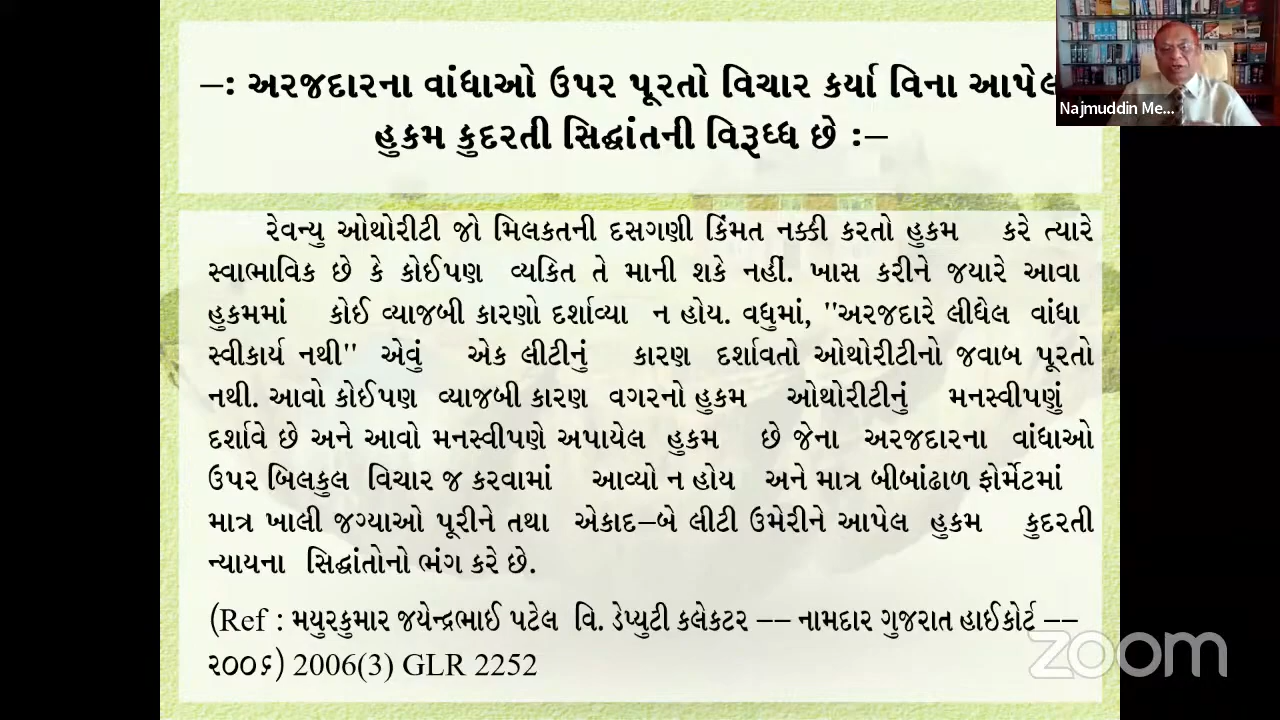 –: અરજદારના વાંધાઓ ઉપર પૂરતો વિચાર કર્યા વિના આપેલ
હુકમ કુદરતી સિદ્ધાંતની વિરૂધ્ધ છે :–
રેવન્યુ ઓથોરીટી જો મિલકતની દસગણી કિંમત નક્કી કરતો હુકમ કરે ત્યારે
સ્વાભાવિક છે કે કોઈપણ વ્યકિત તે માની શકે નહીં. ખાસ કરીને જયારે આવા
હુકમમાં કોઈ વ્યાજબી કારણો દર્શાવ્યા ન હોય. વધુમાં, "અરજદારે લીધેલ વાંધા
સ્વીકાર્ય નથી" એવું એક લીટીનું કારણ દર્શાવતો ઓથોરીટીનો જવાબ પૂરતો
નથી. આવો કોઈપણ વ્યાજબી કારણ વગરનો હુકમ ઓથોરીટીનું મનસ્વીપણું
દર્શાવે છે અને આવો મનસ્વીપણે અપાયેલ હુકમ છે જેના અરજદારના વાંધાઓ
ઉપર બિલકુલ વિચાર જ કરવામાં આવ્યો ન હોય અને માત્ર બીબાંઢાળ ફોર્મેટમાં
માત્ર ખાલી જગ્યાઓ પૂરીને તથા એકાદ–બે લીટી ઉમેરીને આપેલ હુકમ કુદરતી
ન્યાયના સિદ્ધાંતોનો ભંગ કરે છે.
(Ref : મયુરકુમાર જયેન્દ્રભાઈ પટેલ વિ. ડેપ્યુટી કલેકટર –– નામદાર ગુજરાત હાઈકોર્ટ ––
૨૦૦૬) 2006(3) GLR 2252
Najmuddin Me...
zoom